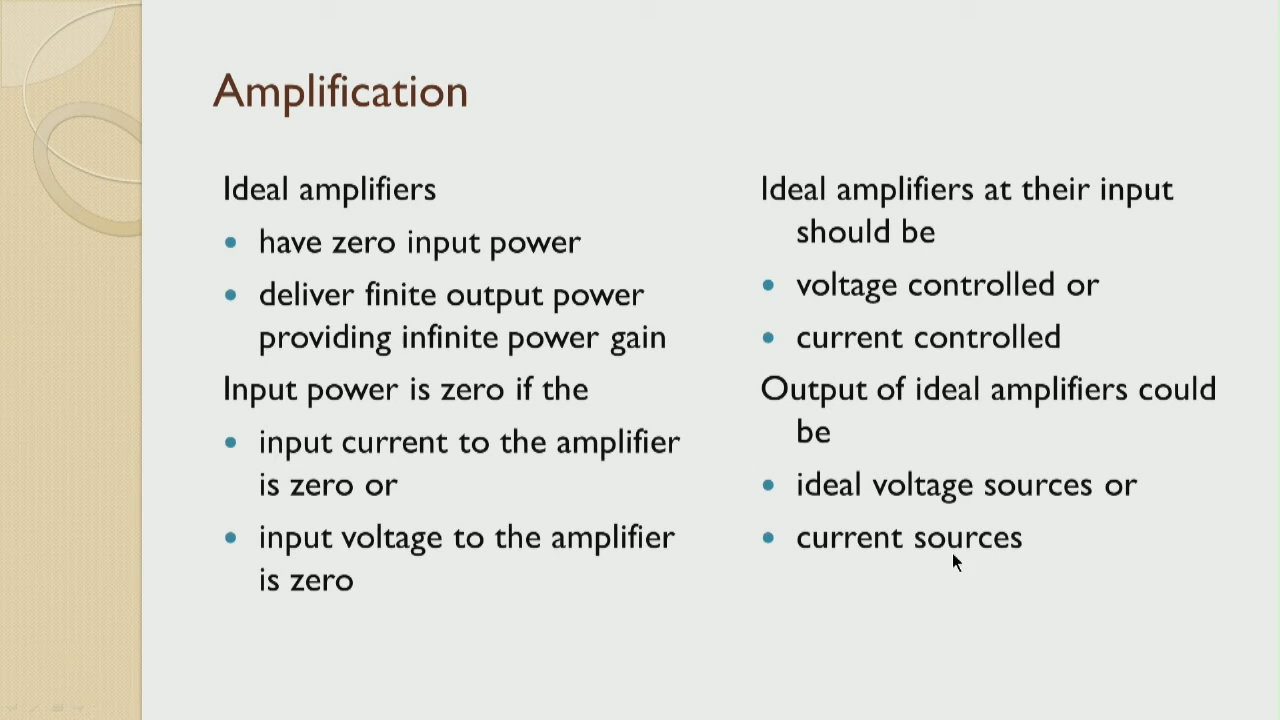 Amplification
Ideal amplifiers
• have zero input power
• deliver finite output power
providing infinite power gain
Input power is zero if the
• input current to the amplifier
is zero or
• input voltage to the amplifier
is zero
Ideal amplifiers at their input
should be
• voltage controlled or
• current controlled
Output of ideal amplifiers could
be
• ideal voltage sources or
• current sources